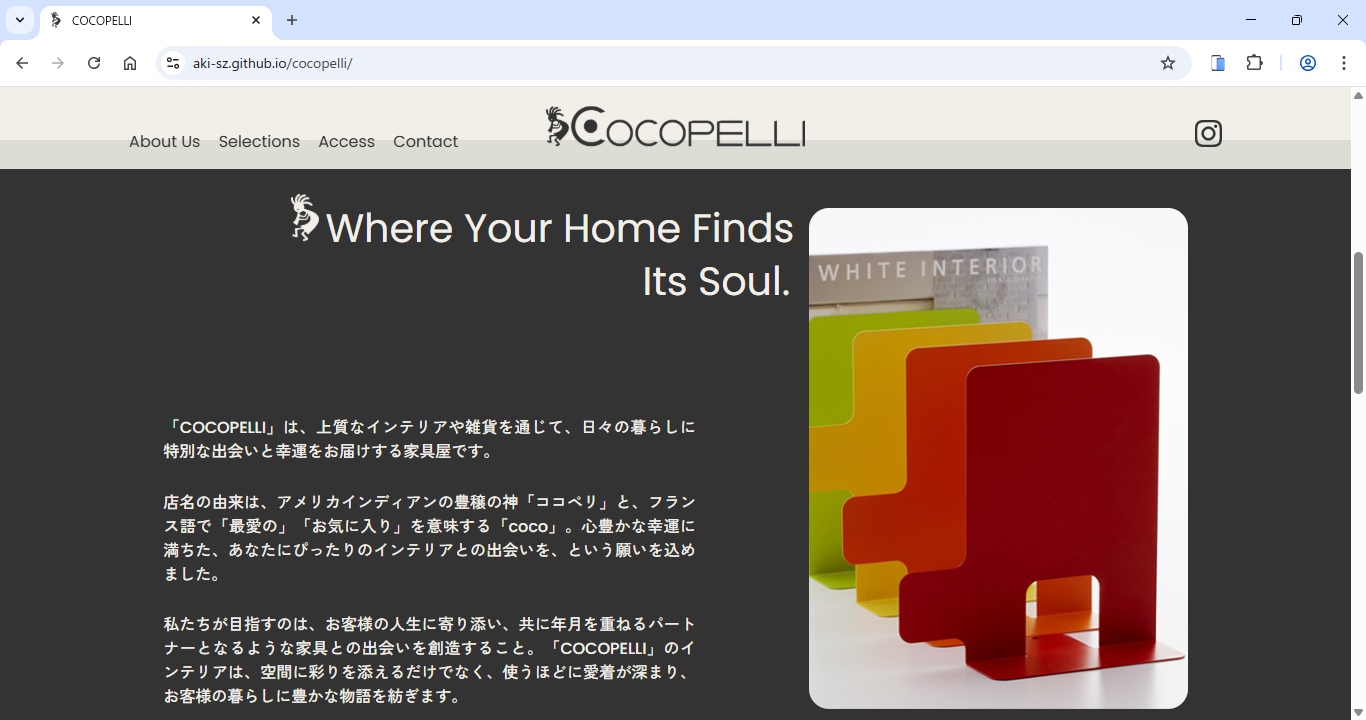 COCOPELLI
aki-sz.github.io/cocopelli/
About Us Selections Access Contact
COCOPELLI
Where Your Home Finds
Its Soul.
WHITE INTERIOR
「COCOPELLI」は、上質なインテリアや雑貨を通じて、日々の暮らしに
特別な出会いと幸運をお届けする家具屋です。
店名の由来は、アメリカインディアンの豊穣の神「ココペリ」と、フラン
ス語で「最愛の」「お気に入り」を意味する「coco」。心豊かな幸運に
満ちた、あなたにぴったりのインテリアとの出会いを、という願いを込め
ました。
私たちが目指すのは、お客様の人生に寄り添い、共に年月を重ねるパート
ナーとなるような家具との出会いを創造すること。「COCOPELLI」のイ
ンテリアは、空間に彩りを添えるだけでなく、使うほどに愛着が深まり、
お客様の暮らしに豊かな物語を紡ぎます。